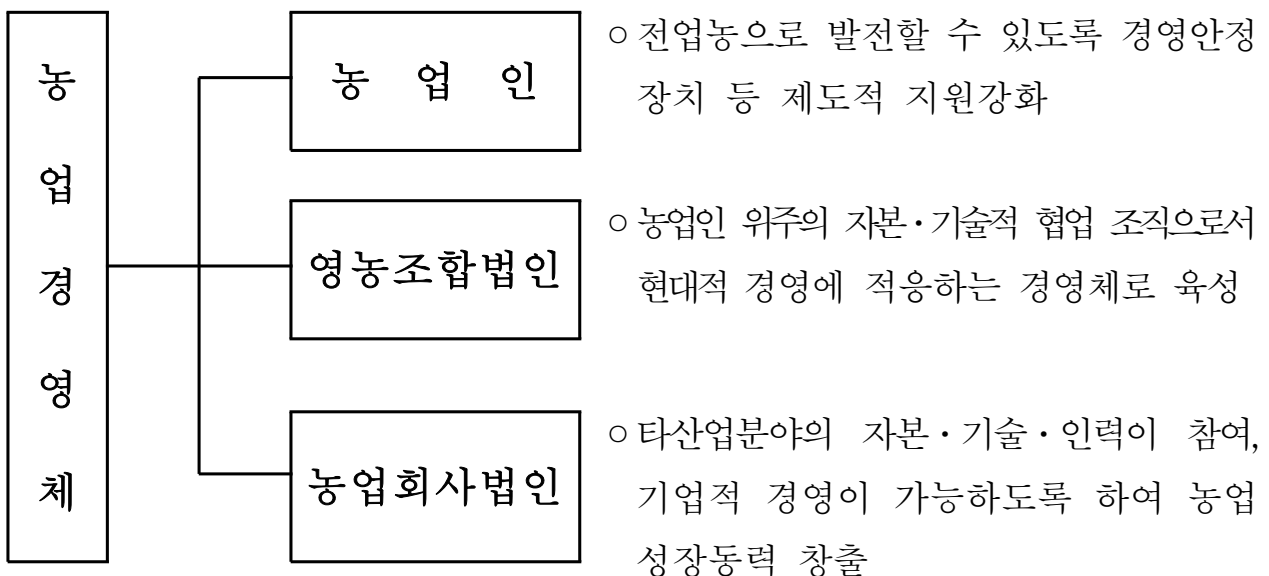 농업경영체
농 업 인
○ 전업농으로 발전할 수 있도록 경영안정
장치 등 제도적 지원강화
영농조합법인
○ 농업인 위주의 자본·기술적 협업 조직으로서
현대적 경영에 적응하는 경영체로 육성
농업회사법인
○ 타산업분야의 자본·기술·인력이 참여,
기업적 경영이 가능하도록 하여 농업
성장동력 창출